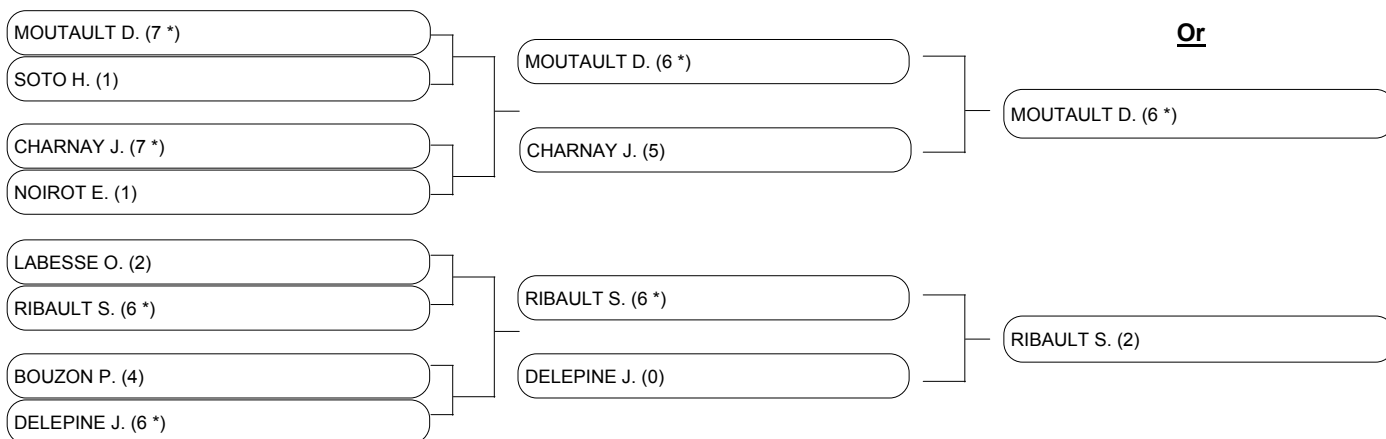 MOUTAULT D. (7 *)
SOTO H. (1)
CHARNAY J. (7 *)
NOIROT E. (1)
LABESSE O. (2)
RIBAULT S. (6 *)
BOUZON P. (4)
DELEPINE J. (6 *)
MOUTAULT D. (6 *)
CHARNAY J. (5)
RIBAULT S. (6 *)
DELEPINE J. (0)
Or
MOUTAULT D. (6 *)
RIBAULT S. (2)